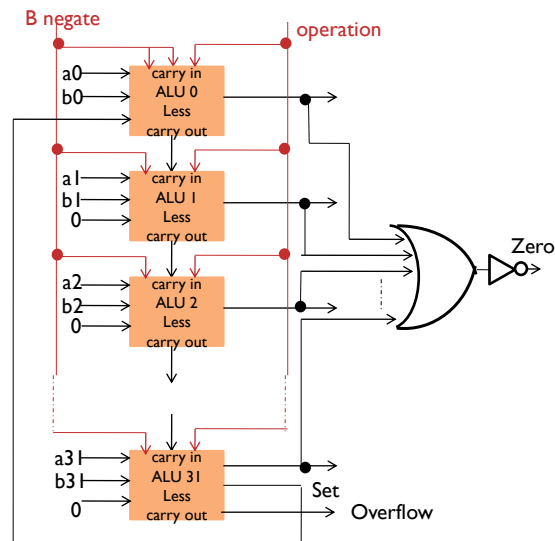 B negate
operation
a0
b0
carry in
ALU 0
Less
carry out
a1
b1
0
carry in
ALU 1
Less
carry out
a2
b2
0
carry in
ALU 2
Less
carry out
Zero
a31
b31
0
carry in
ALU 31
Less
carry out
Set
Overflow